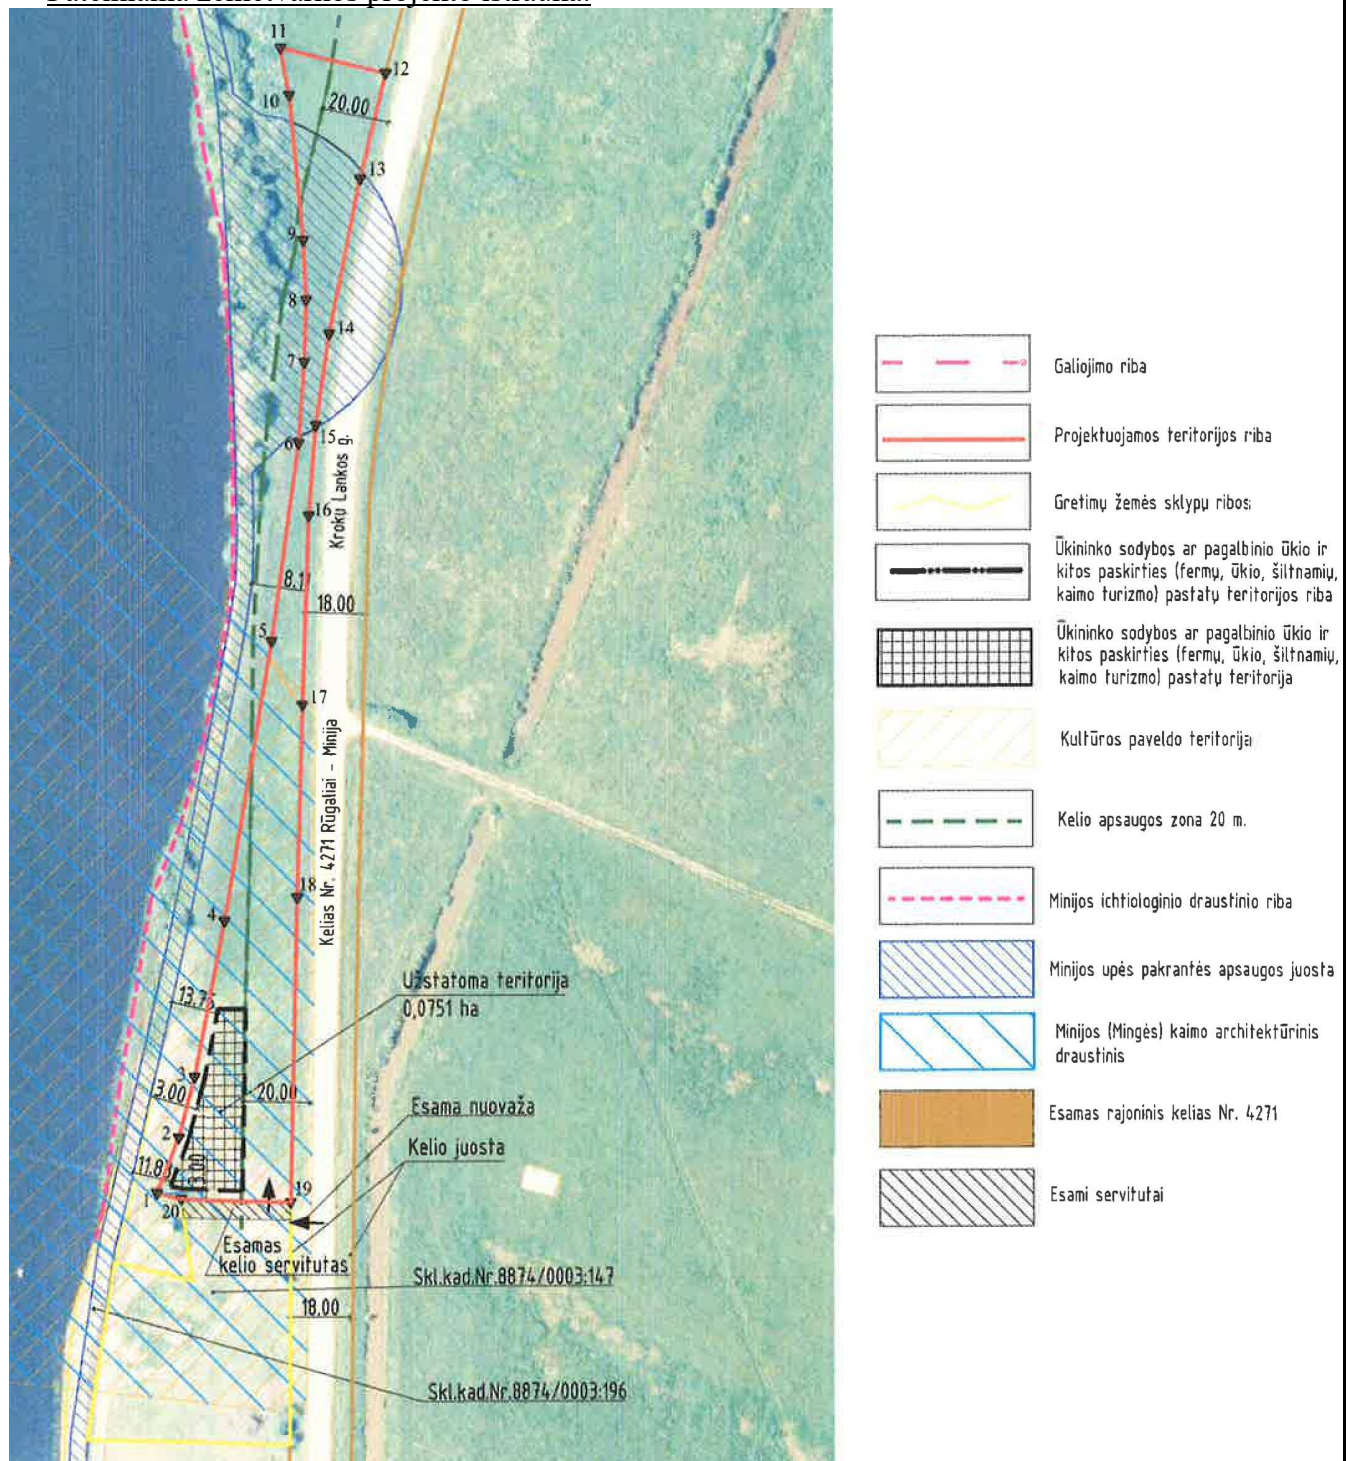 11
12
10
20.00
13
9
8
14
7
6
15
Krokų Lankos g.
16
8.1
18.00
5
17
Kelias Nr. 4271 Rūgaliai - Minija
18
4
Užstatoma teritorija
0,0751 ha
13.75
3
3.00
20.00
Esama nuovaža
2
Kelio juosta
11.88
3.00
1
20
19
Esamas
kelio servitutas
Skl.kad.Nr.8874/0003:147
18.00
Skl.kad.Nr.8874/0003:196
Galiojimo riba
Projektuojamos teritorijos riba
Gretimų žemės sklypų ribos
Ūkininko sodybos ar pagalbinio ūkio ir
kitos paskirties (fermų, ūkio, šiltnamių,
kaimo turizmo) pastatų teritorijos riba
Ūkininko sodybos ar pagalbinio ūkio ir
kitos paskirties (fermų, ūkio, šiltnamių,
kaimo turizmo) pastatų teritorija
Kultūros paveldo teritorija
Kelio apsaugos zona 20 m.
Minijos ichtiologinio draustinio riba
Minijos upės pakrantės apsaugos juosta
Minijos (Mingės) kaimo architektūrinis
draustinis
Esamas rajoninis kelias Nr. 4271
Esami servitutai